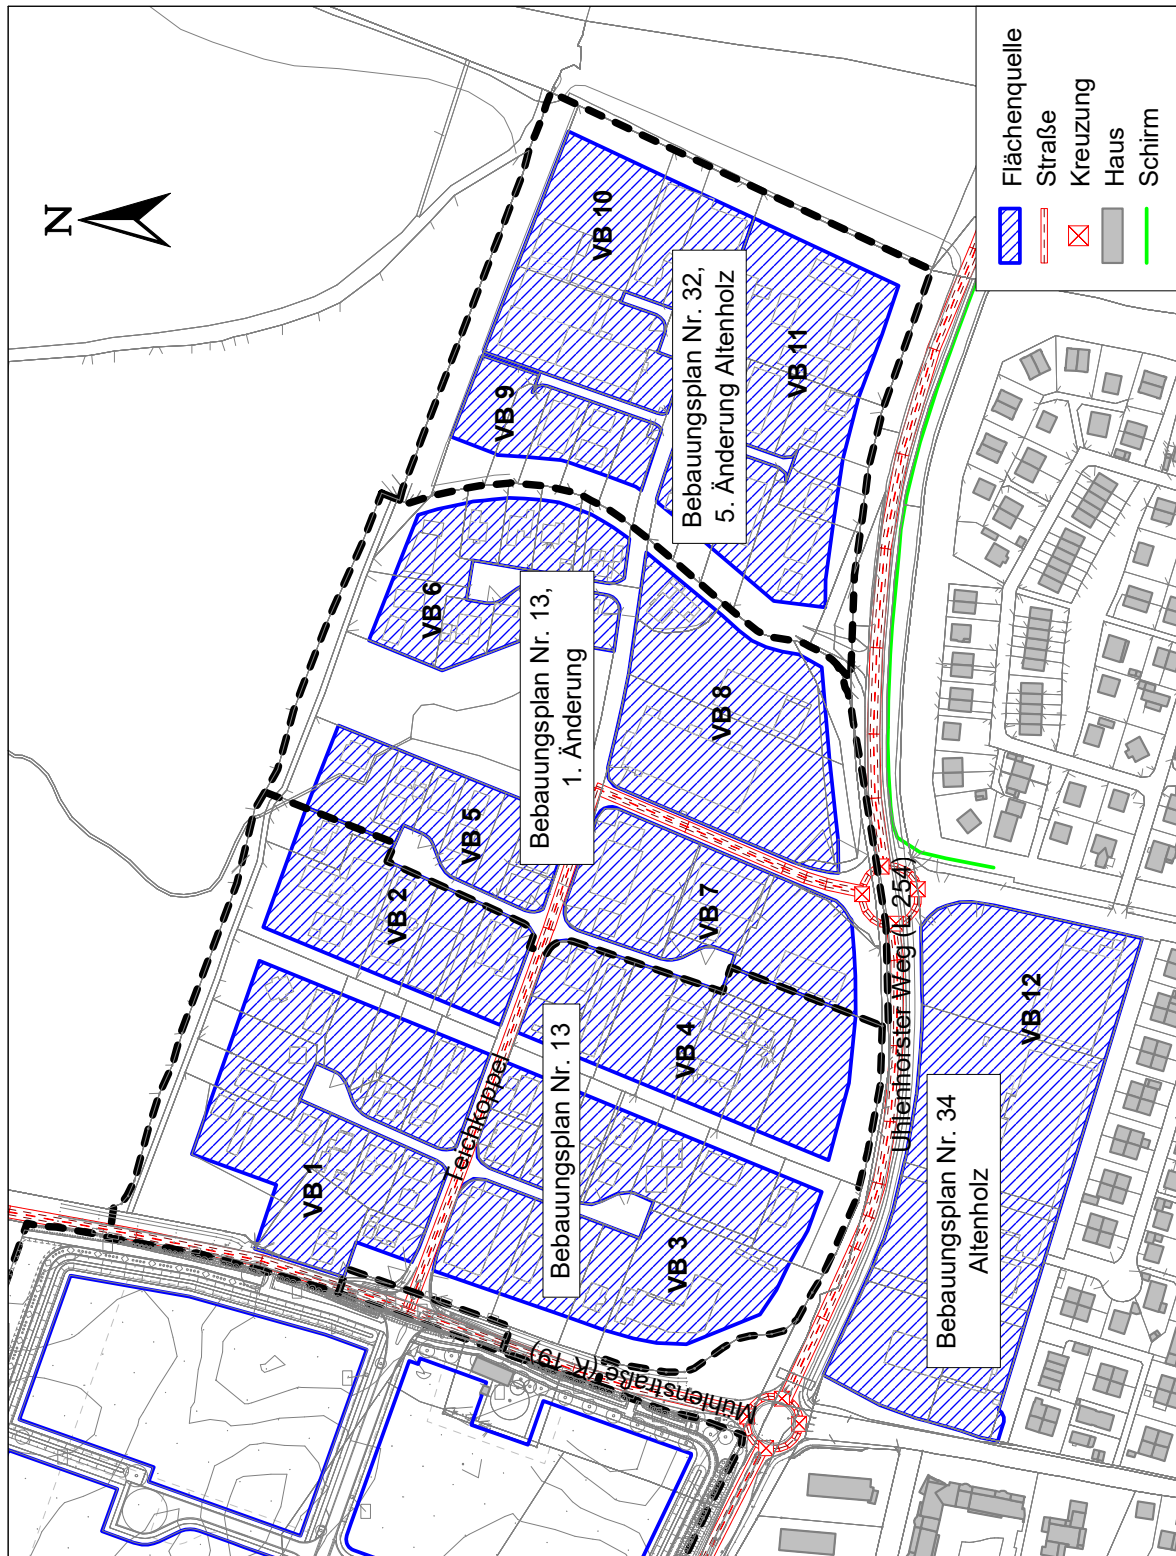 N
VB 10
VB 9
Bebauungsplan Nr. 32,
5. Änderung Altenholz
VB 11
VB 6
Bebauungsplan Nr. 13,
1. Änderung
VB 8
VB 5
VB 2
VB 7
VB 1
Teichkoppel
Bebauungsplan Nr. 13
VB 4
VB 3
Mühlenstraße (K 19)
Uhlenhorster Weg (L 254)
VB 12
Bebauungsplan Nr. 34
Altenholz
Flächenquelle
Straße
Kreuzung
Haus
Schirm